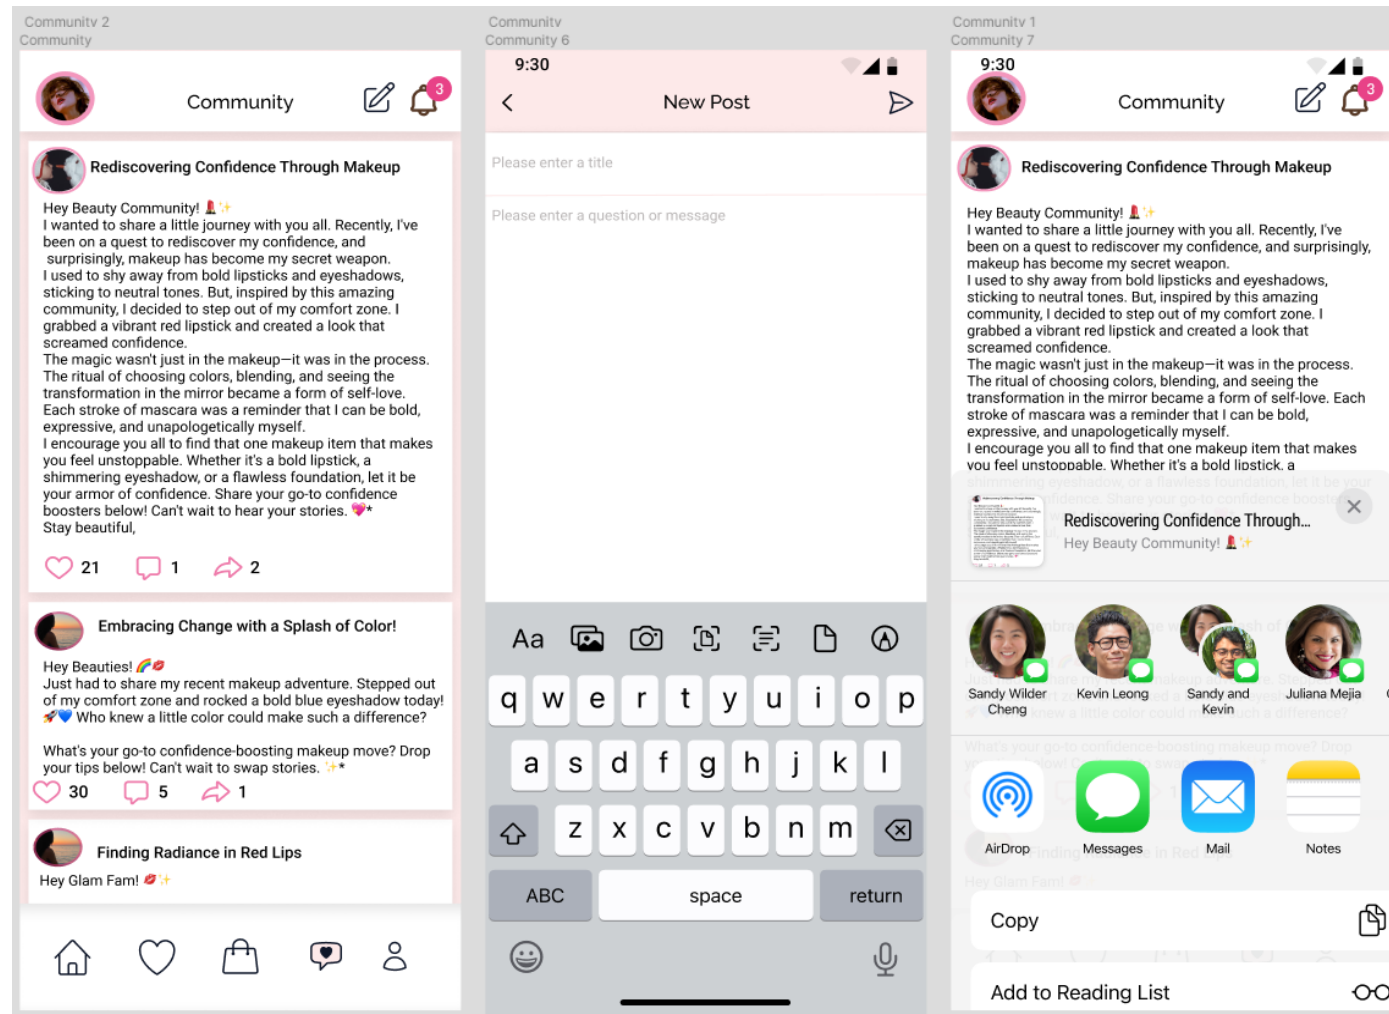 Community 2
Community
Community
3
Rediscovering Confidence Through Makeup
Hey Beauty Community! 💄✨
I wanted to share a little journey with you all. Recently, I've
been on a quest to rediscover my confidence, and
surprisingly, makeup has become my secret weapon.
I used to shy away from bold lipsticks and eyeshadows,
sticking to neutral tones. But, inspired by this amazing
community, I decided to step out of my comfort zone. I
grabbed a vibrant red lipstick and created a look that
screamed confidence.
The magic wasn't just in the makeup—it was in the process.
The ritual of choosing colors, blending, and seeing the
transformation in the mirror became a form of self-love.
Each stroke of mascara was a reminder that I can be bold,
expressive, and unapologetically myself.
I encourage you all to find that one makeup item that makes
you feel unstoppable. Whether it's a bold lipstick, a
shimmering eyeshadow, or a flawless foundation, let it be
your armor of confidence. Share your go-to confidence
boosters below! Can't wait to hear your stories. 💖*
Stay beautiful,
21 1 2
Embracing Change with a Splash of Color!
Hey Beauties! 🌈💋
Just had to share my recent makeup adventure. Stepped out
of my comfort zone and rocked a bold blue eyeshadow today!
🚀💙 Who knew a little color could make such a difference?
What's your go-to confidence-boosting makeup move? Drop
your tips below! Can't wait to swap stories. ✨*
30 5 1
Finding Radiance in Red Lips
Hey Glam Fam! 💋✨
Community
Community 6
9:30
New Post
Please enter a title
Please enter a question or message
Aa
q w e r t y u i o p
a s d f g h j k l
z x c v b n m
ABC space return
Community 1
Community 7
9:30
Community
3
Rediscovering Confidence Through Makeup
Hey Beauty Community! 💄✨
I wanted to share a little journey with you all. Recently, I've
been on a quest to rediscover my confidence, and surprisingly,
makeup has become my secret weapon.
I used to shy away from bold lipsticks and eyeshadows,
sticking to neutral tones. But, inspired by this amazing
community, I decided to step out of my comfort zone. I
grabbed a vibrant red lipstick and created a look that
screamed confidence.
The magic wasn't just in the makeup—it was in the process.
The ritual of choosing colors, blending, and seeing the
transformation in the mirror became a form of self-love. Each
stroke of mascara was a reminder that I can be bold,
expressive, and unapologetically myself.
I encourage you all to find that one makeup item that makes
you feel unstoppable. Whether it's a bold lipstick, a
shimmering eyeshadow, or a flawless foundation, let it be your
Rediscovering Confidence Through...
Hey Beauty Community! 💄✨
Sandy Wilder
Cheng
Kevin Leong
Sandy and
Kevin
Juliana Mejia
AirDrop
Messages
Mail
Notes
Finding Radiance in Red Lips
Hey Glam Fam! 💋✨
Copy
Add to Reading List